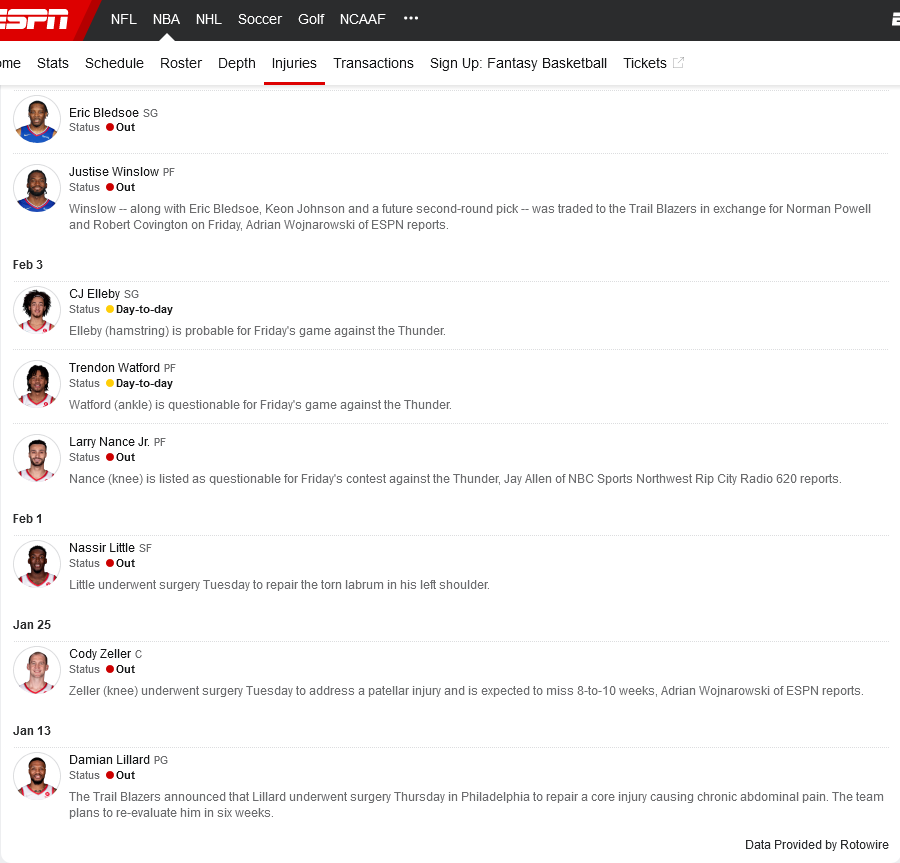 ESPN NFL NBA NHL Soccer Golf NCAAF •••
ome Stats Schedule Roster Depth Injuries Transactions Sign Up: Fantasy Basketball Tickets
Eric Bledsoe SG
Status Out
Justise Winslow PF
Status Out
Winslow -- along with Eric Bledsoe, Keon Johnson and a future second-round pick -- was traded to the Trail Blazers in exchange for Norman Powell
and Robert Covington on Friday, Adrian Wojnarowski of ESPN reports.
Feb 3
CJ Elleby SG
Status Day-to-day
Elleby (hamstring) is probable for Friday's game against the Thunder.
Trendon Watford PF
Status Day-to-day
Watford (ankle) is questionable for Friday's game against the Thunder.
Larry Nance Jr. PF
Status Out
Nance (knee) is listed as questionable for Friday's contest against the Thunder, Jay Allen of NBC Sports Northwest Rip City Radio 620 reports.
Feb 1
Nassir Little SF
Status Out
Little underwent surgery Tuesday to repair the torn labrum in his left shoulder.
Jan 25
Cody Zeller C
Status Out
Zeller (knee) underwent surgery Tuesday to address a patellar injury and is expected to miss 8-to-10 weeks, Adrian Wojnarowski of ESPN reports.
Jan 13
Damian Lillard PG
Status Out
The Trail Blazers announced that Lillard underwent surgery Thursday in Philadelphia to repair a core injury causing chronic abdominal pain. The team
plans to re-evaluate him in six weeks.
Data Provided by Rotowire